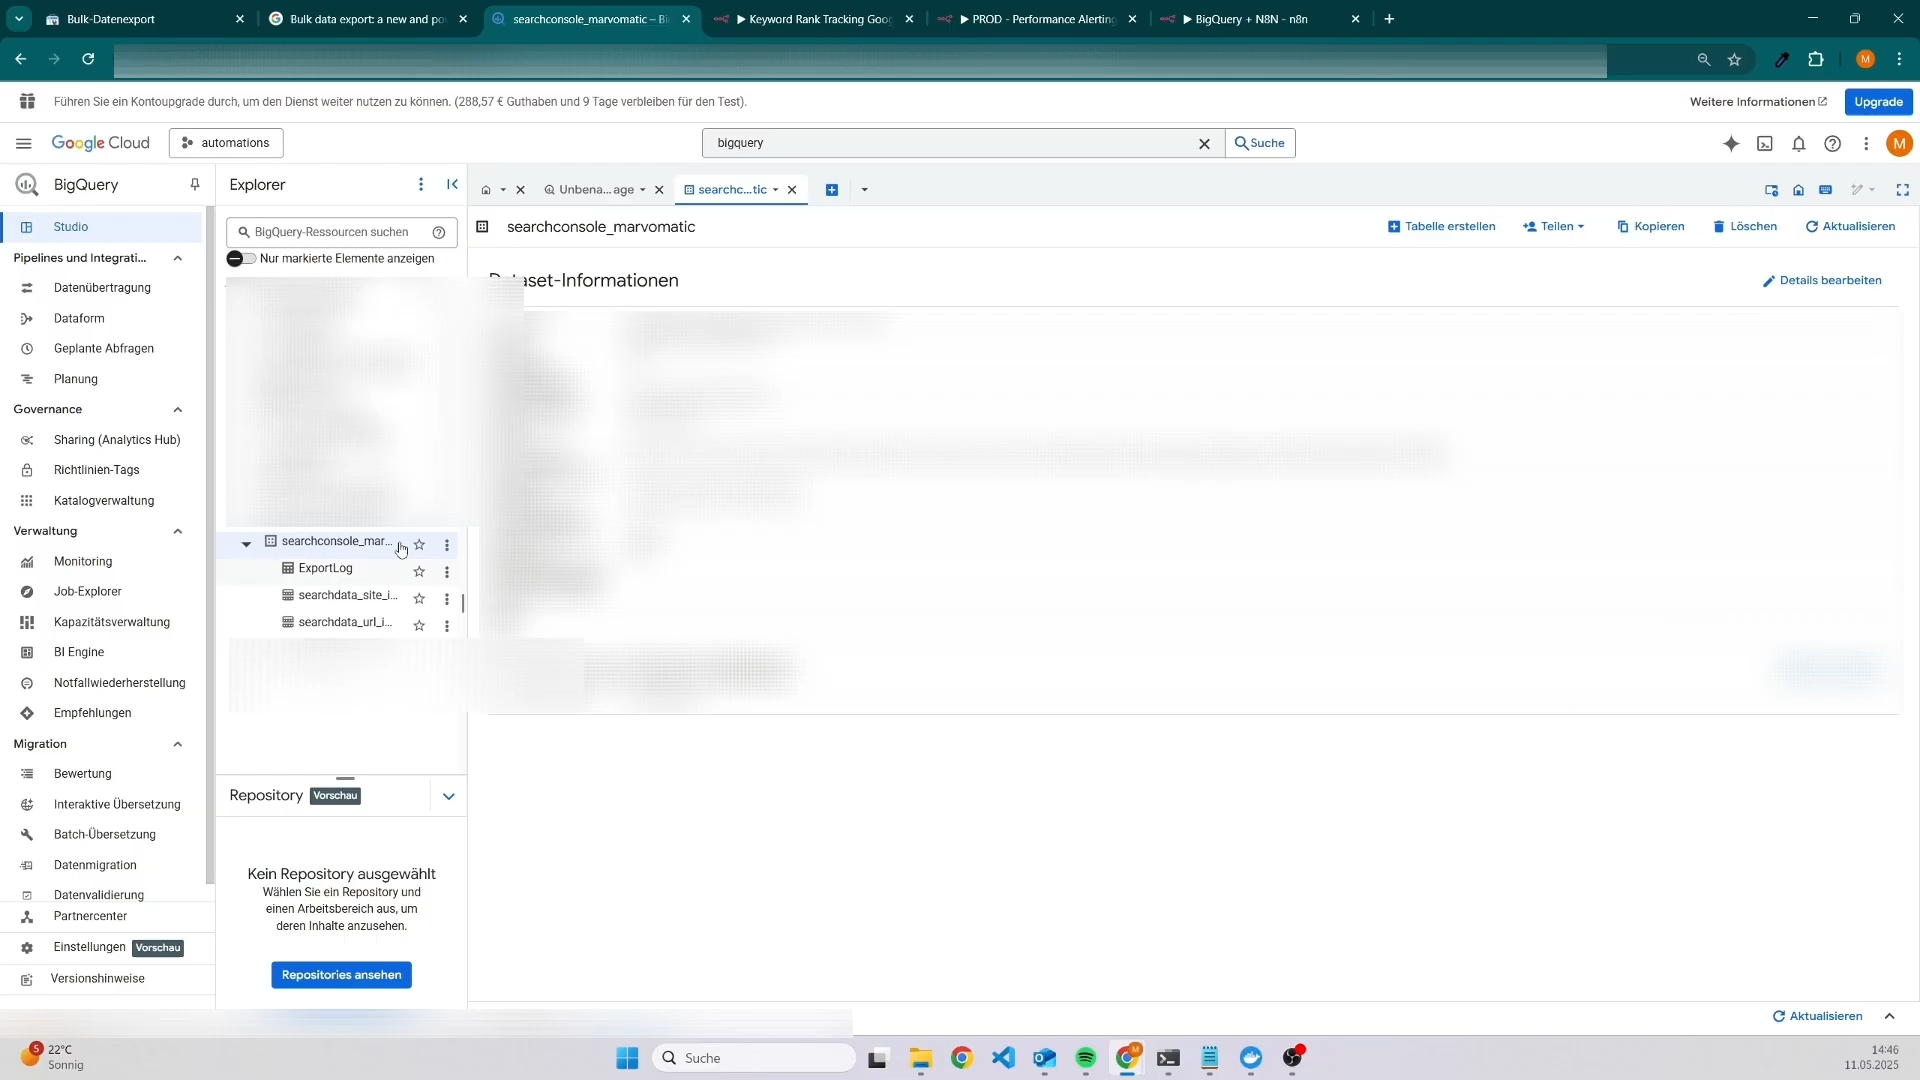 Bulk-Datenexport
Bulk data export: a new and po
searchconsole_marvomatic – Bi
▶ Keyword Rank Tracking Goog
▶ PROD - Performance Alerting
▶ BigQuery + N8N - n8n
M
Führen Sie ein Kontoupgrade durch, um den Dienst weiter nutzen zu können. (288,57 € Guthaben und 9 Tage verbleiben für den Test).
Weitere Informationen
Upgrade
Google Cloud
automations
bigquery
Suche
M
BigQuery
Explorer
Unbena...age
searchc...tic
Studio
BigQuery-Ressourcen suchen
searchconsole_marvomatic
Tabelle erstellen
Teilen
Kopieren
Löschen
Aktualisieren
Pipelines und Integrati...
Nur markierte Elemente anzeigen
aset-Informationen
Details bearbeiten
Datenübertragung
Dataform
Geplante Abfragen
Planung
Governance
Sharing (Analytics Hub)
Richtlinien-Tags
Katalogverwaltung
Verwaltung
Monitoring
Job-Explorer
Kapazitätsverwaltung
BI Engine
Notfallwiederherstellung
Empfehlungen
Migration
Bewertung
Interaktive Übersetzung
Batch-Übersetzung
Datenmigration
Datenvalidierung
Partnercenter
Einstellungen
Vorschau
Versionshinweise
searchconsole_mar...
ExportLog
searchdata_site_i...
searchdata_url_i...
Repository
Vorschau
Kein Repository ausgewählt
Wählen Sie ein Repository und
einen Arbeitsbereich aus, um
deren Inhalte anzusehen.
Repositories ansehen
Aktualisieren
5
22°C
Sonnig
Suche
M
14:46
11.05.2025